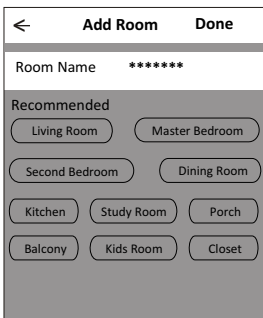 Add Room Done
Room Name *******
Recommended
Living Room Master Bedroom
Second Bedroom Dining Room
Kitchen Study Room Porch
Balcony Kids Room Closet